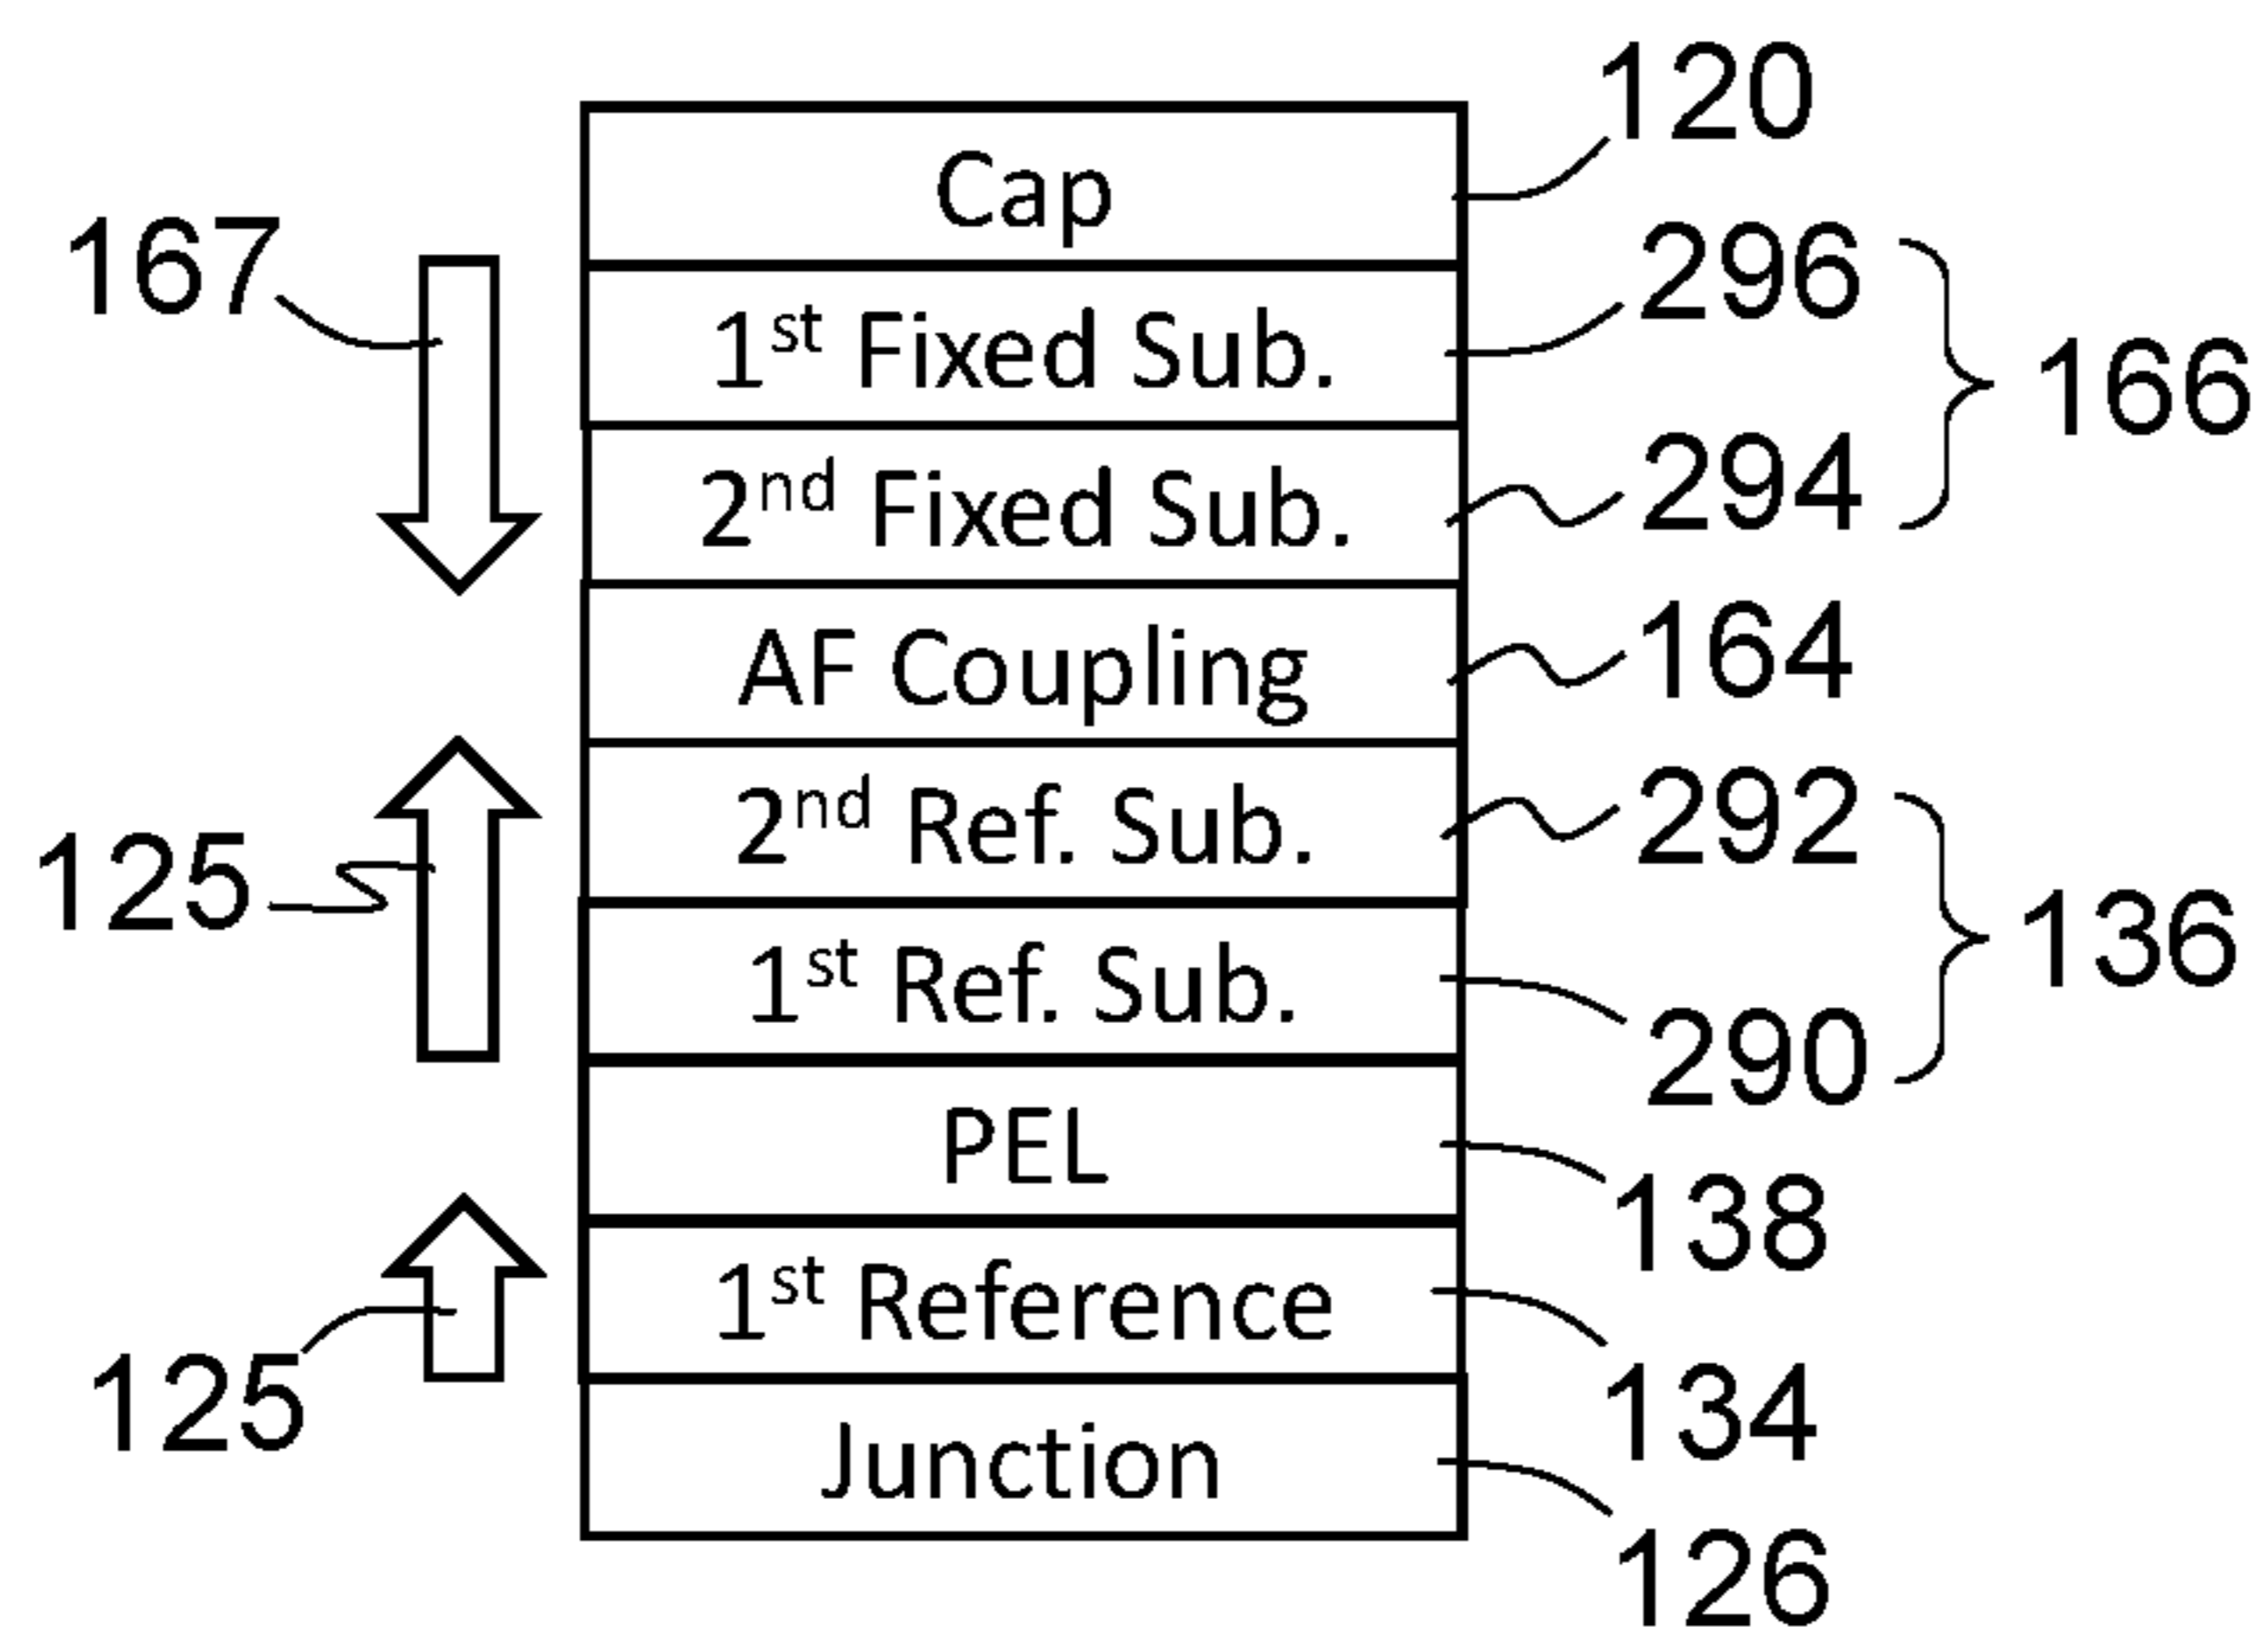 Cap
120
1st Fixed Sub.
296
167
166
2nd Fixed Sub.
294
AF Coupling
164
2nd Ref. Sub.
292
125
136
1st Ref. Sub.
290
PEL
138
1st Reference
134
125
Junction
126